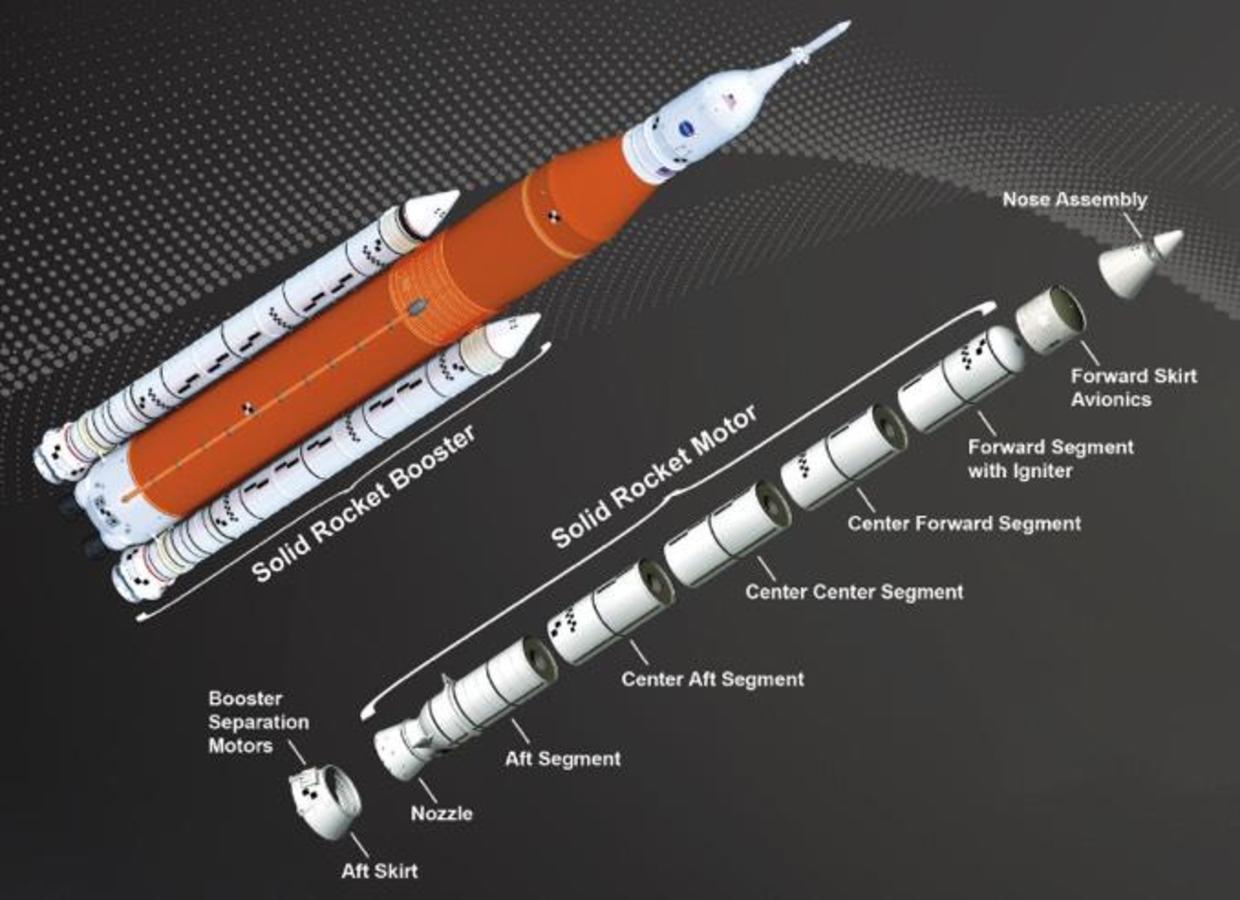 Nose Assembly
Forward Skirt
Avionics
Forward Segment
with Igniter
Solid Rocket Motor
Center Forward Segment
Solid Rocket Booster
Center Center Segment
Center Aft Segment
Booster
Separation
Motors
Aft Segment
Nozzle
Aft Skirt